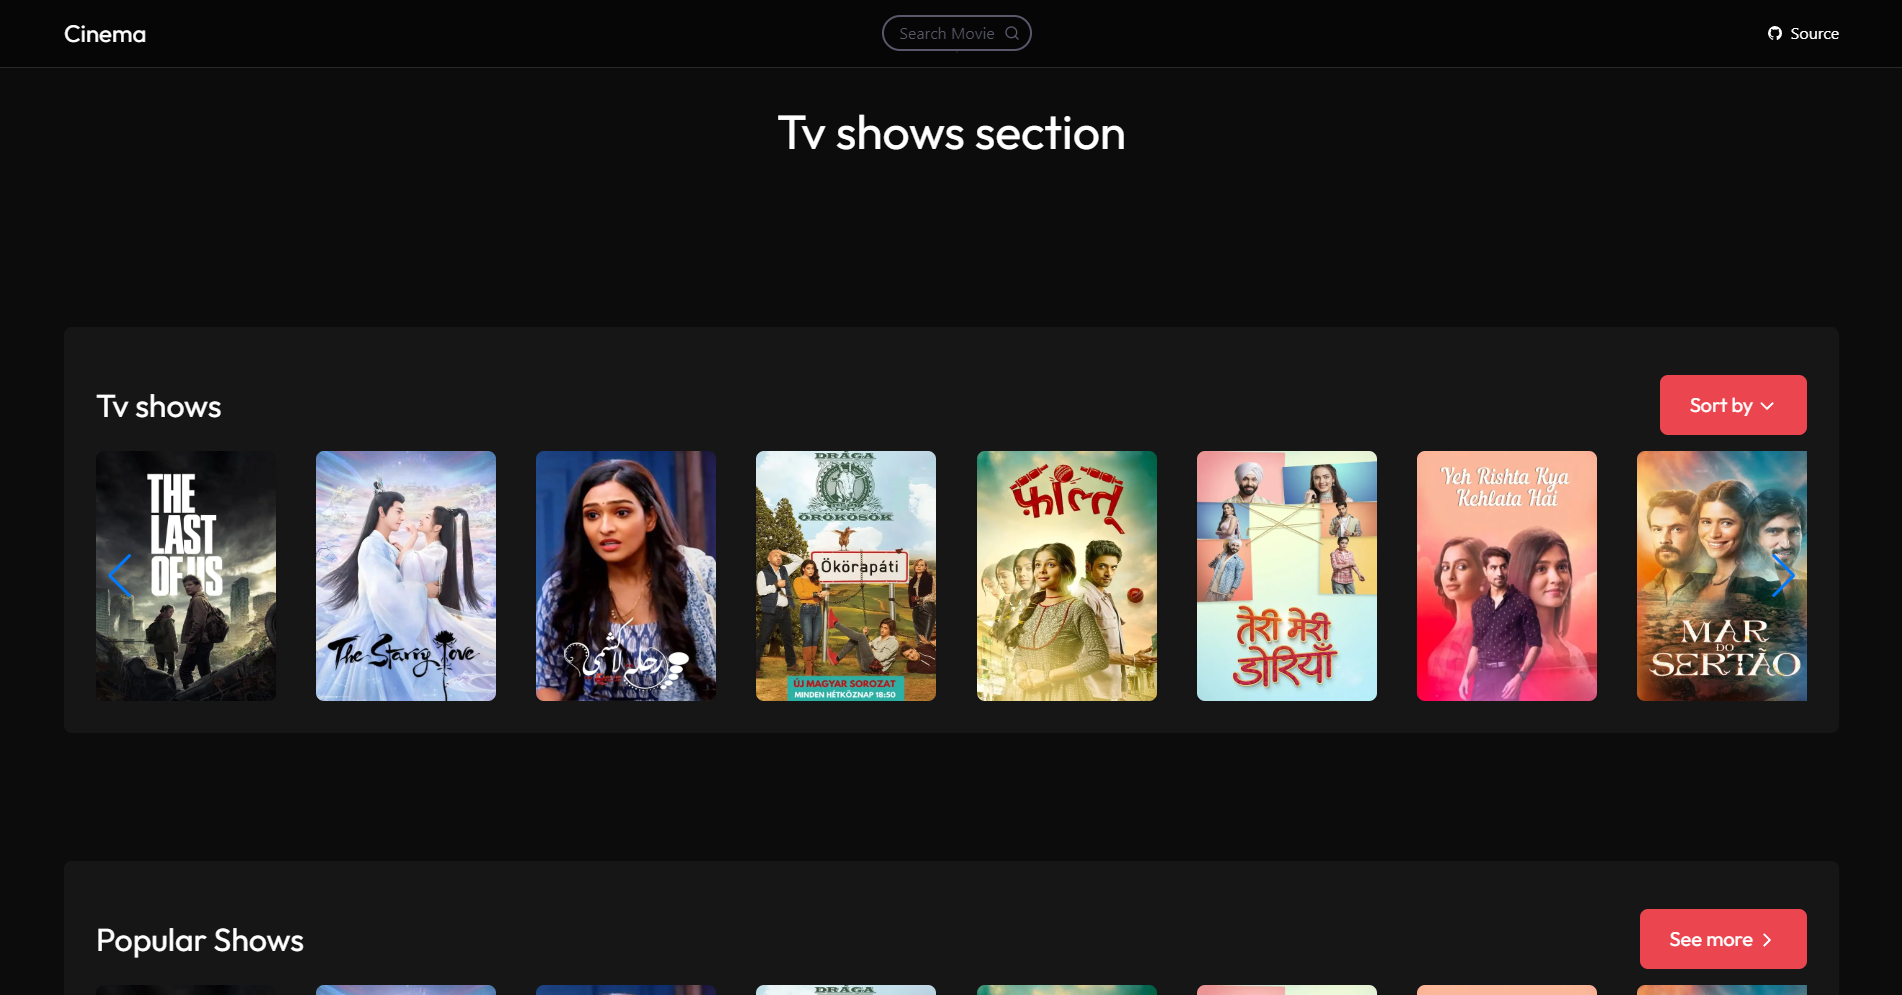 Cinema
Search Movie
Source
Tv shows section
Tv shows
Sort by
THE
LAST
OF US
The Starry Love
DRÁGA
ÖRÖKÖSÖK
Ökörapáti
ÚJ MAGYAR SOROZAT
MINDEN HÉTKÖZNAP 18:50
फ़ालतू
तेरी मेरी
डोरियाँ
Yeh Rishta Kya
Kehlata Hai
MAR
DO
SERTÃO
Popular Shows
See more
DRÁGA